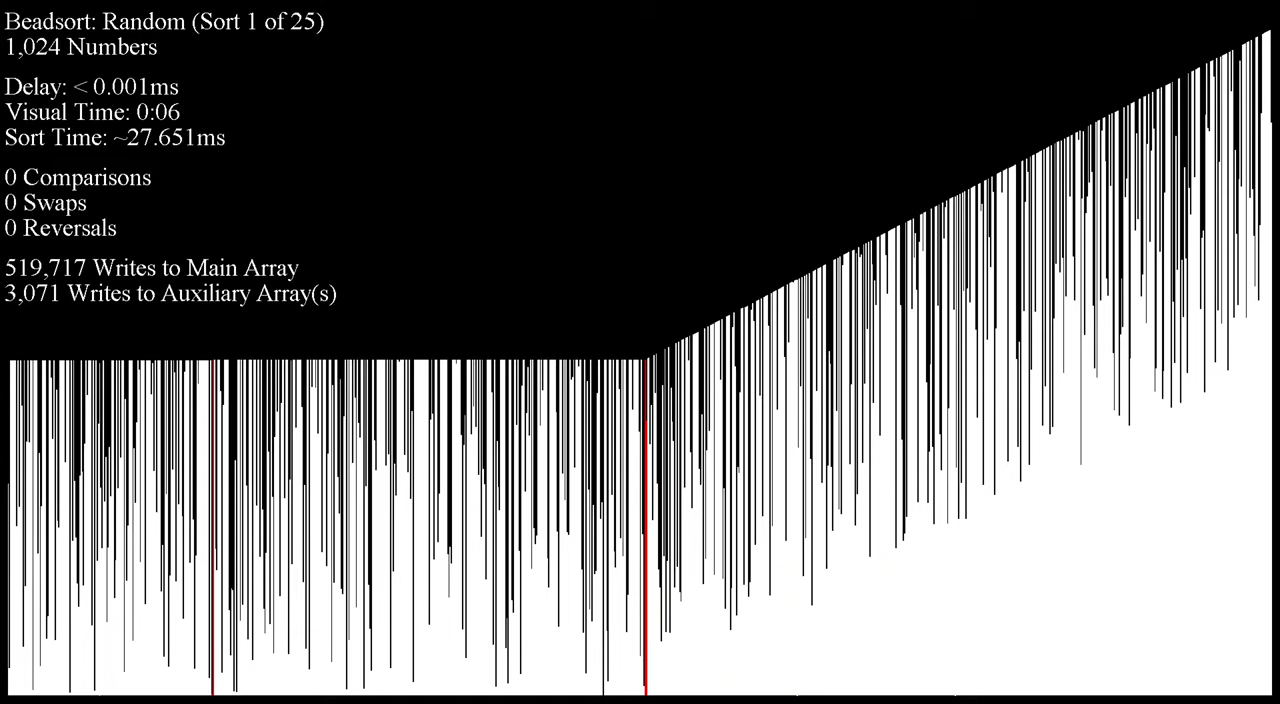 Beadsort: Random (Sort 1 of 25)
1,024 Numbers
Delay: < 0.001ms
Visual Time: 0:06
Sort Time: ~27.651ms
0 Comparisons
0 Swaps
0 Reversals
519,717 Writes to Main Array
3,071 Writes to Auxiliary Array(s)